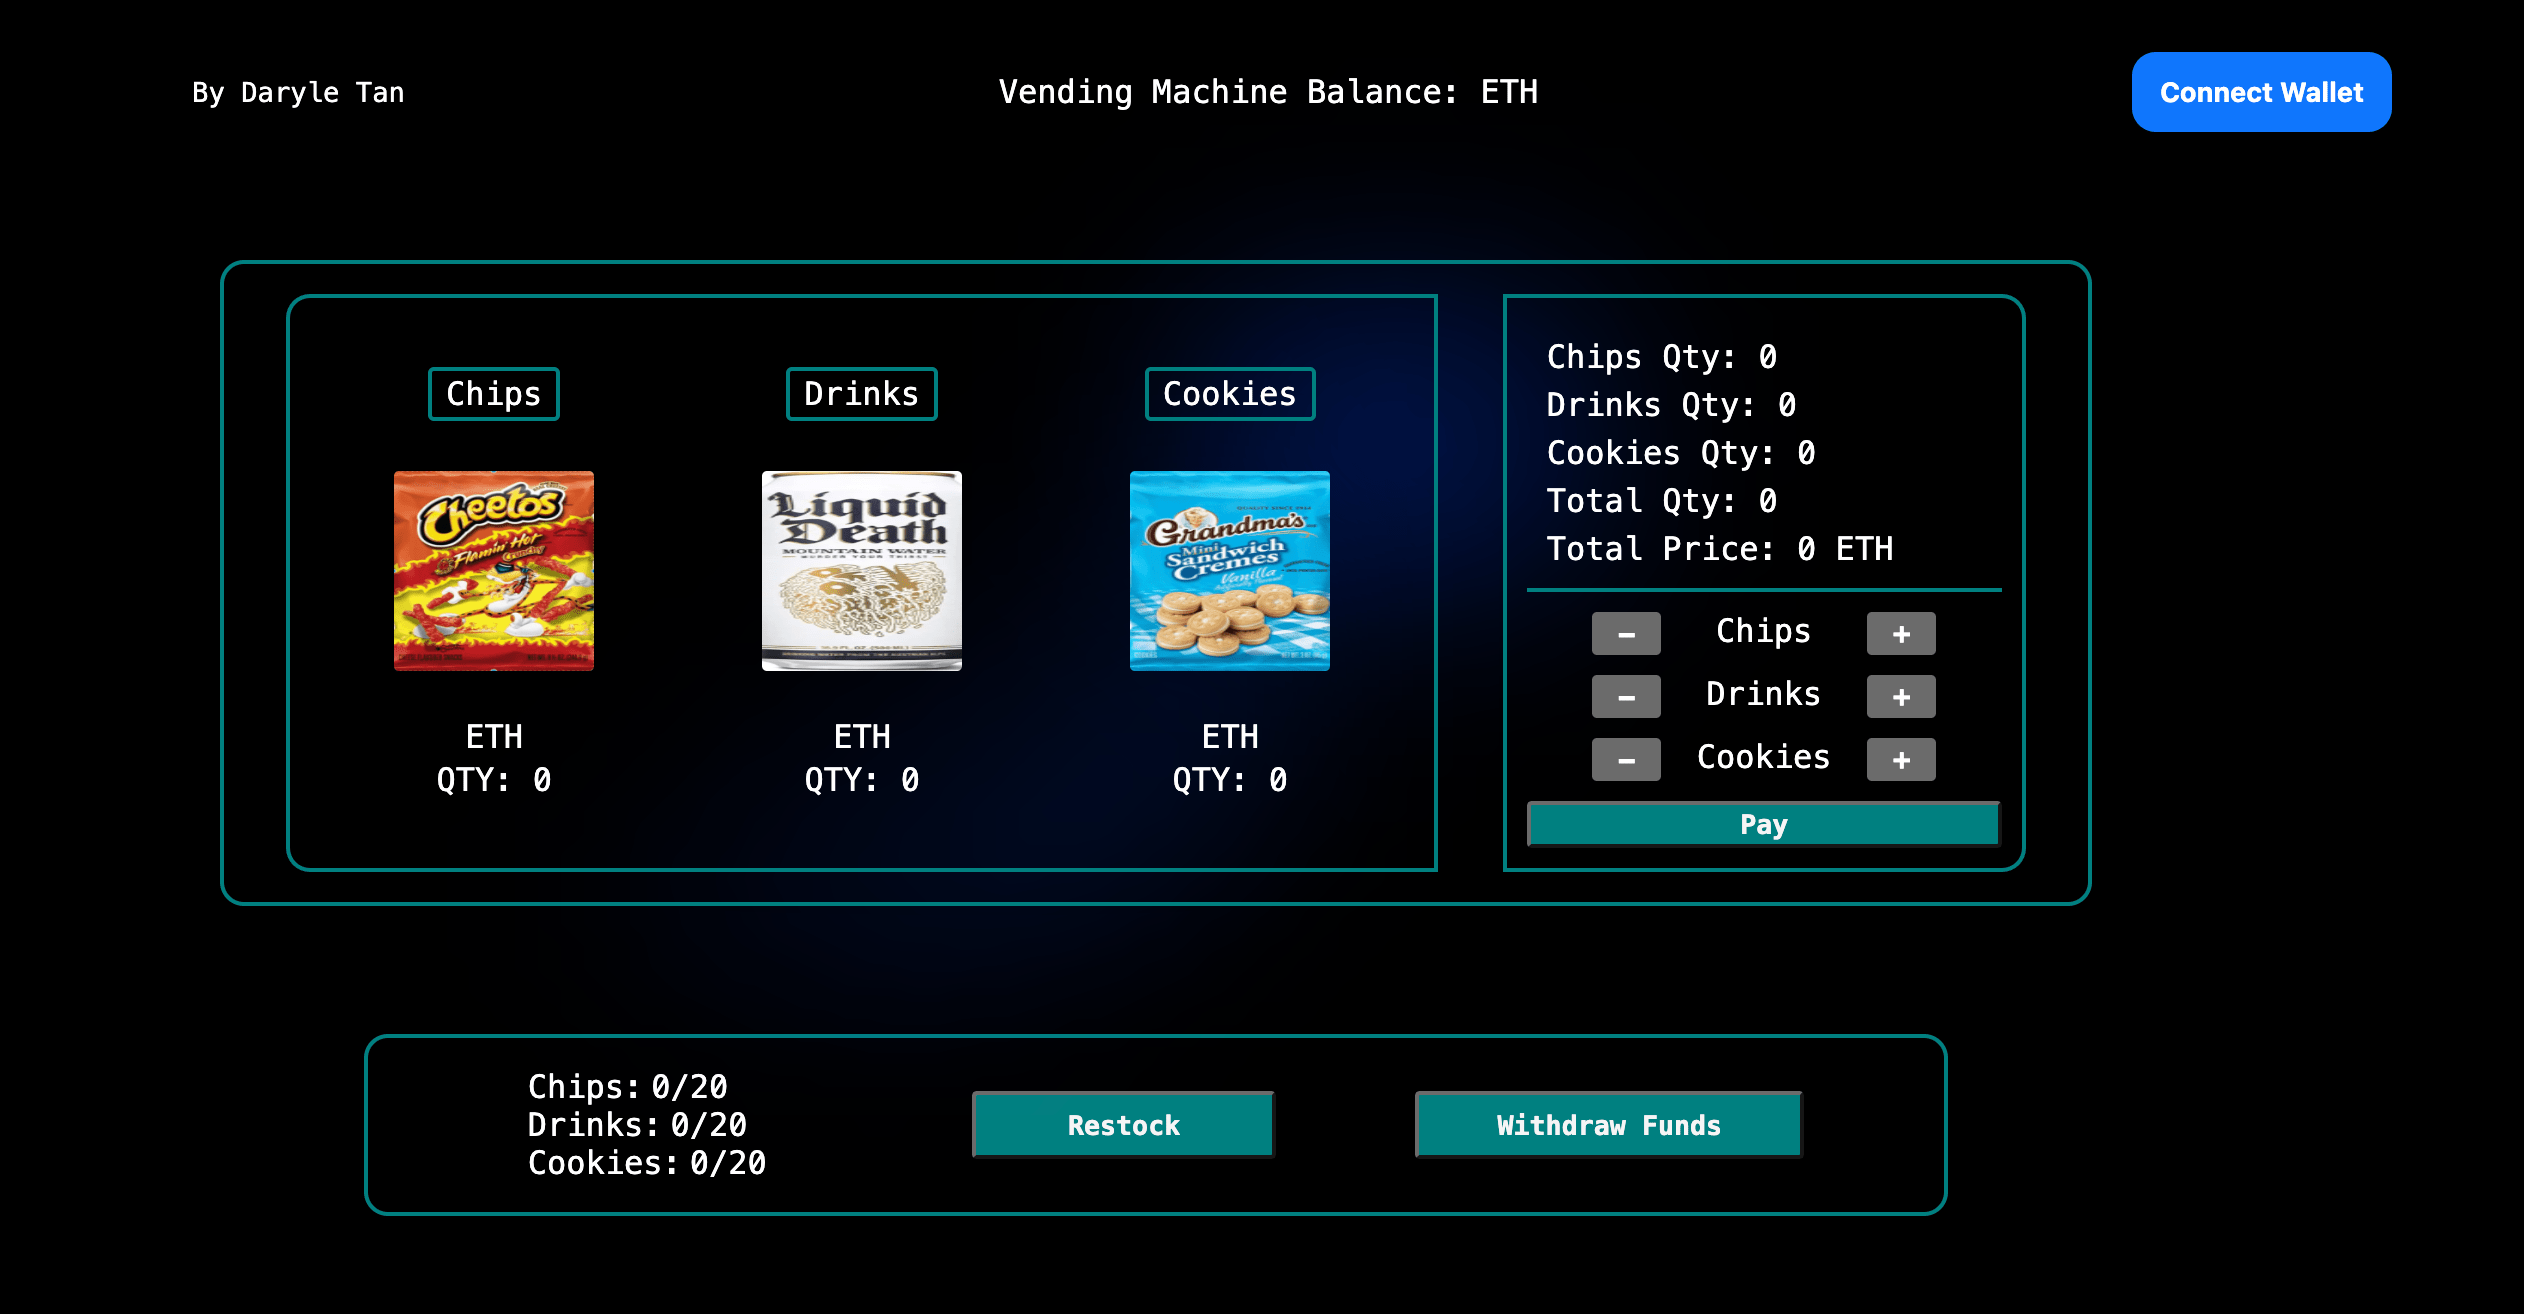 By Daryle Tan
Vending Machine Balance: ETH
Connect Wallet
Chips
Drinks
Cookies
Cheetos
Flamin' Hot
Crunchy
Liquid
Death
MOUNTAIN WATER
MURDER YOUR THIRST
Grandma's
Mini
Sandwich
Cremes
Vanilla
ETH
QTY: 0
ETH
QTY: 0
ETH
QTY: 0
Chips Qty: 0
Drinks Qty: 0
Cookies Qty: 0
Total Qty: 0
Total Price: 0 ETH
- Chips +
- Drinks +
- Cookies +
Pay
Chips: 0/20
Drinks: 0/20
Cookies: 0/20
Restock
Withdraw Funds